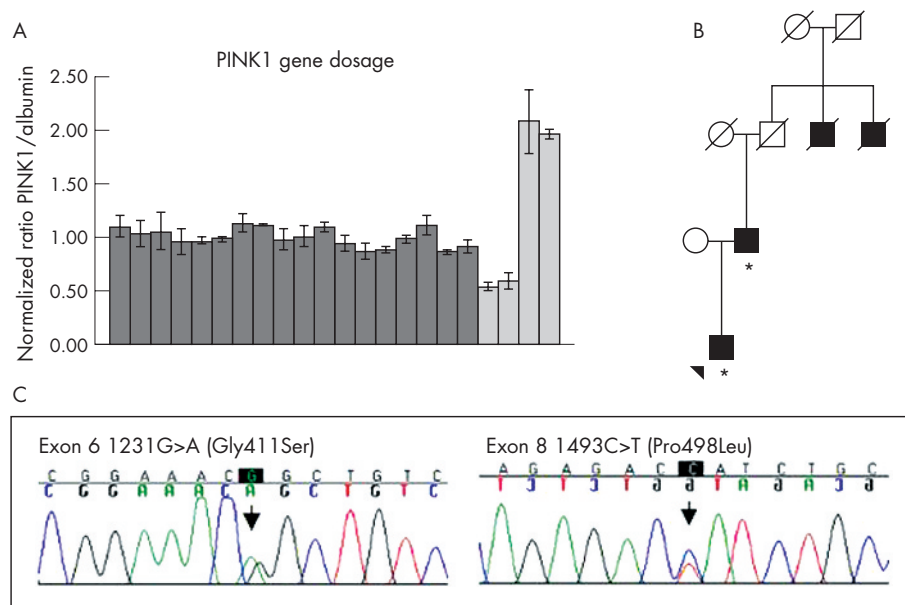 A
PINK1 gene dosage
Normalized ratio PINK1/albumin
2.50
2.00
1.50
1.00
0.50
0.00
B
*
*
C
Exon 6 1231G>A (Gly411Ser)
C G G A A A C G G C T G T C
C G G A A A C A G C T G T C
Exon 8 1493C>T (Pro498Leu)
A G A G A C C A T C T G C
T C T C T G G T A G A C G